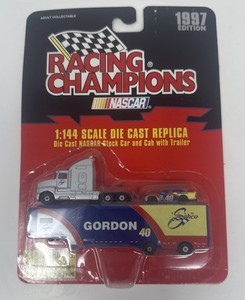 ADULT COLLECTABLE
1997
EDITION
RACING
CHAMPIONS
NASCAR
1:144 SCALE DIE CAST REPLICA
Die Cast NASCAR Stock Car and Cab with Trailer
GORDON
40